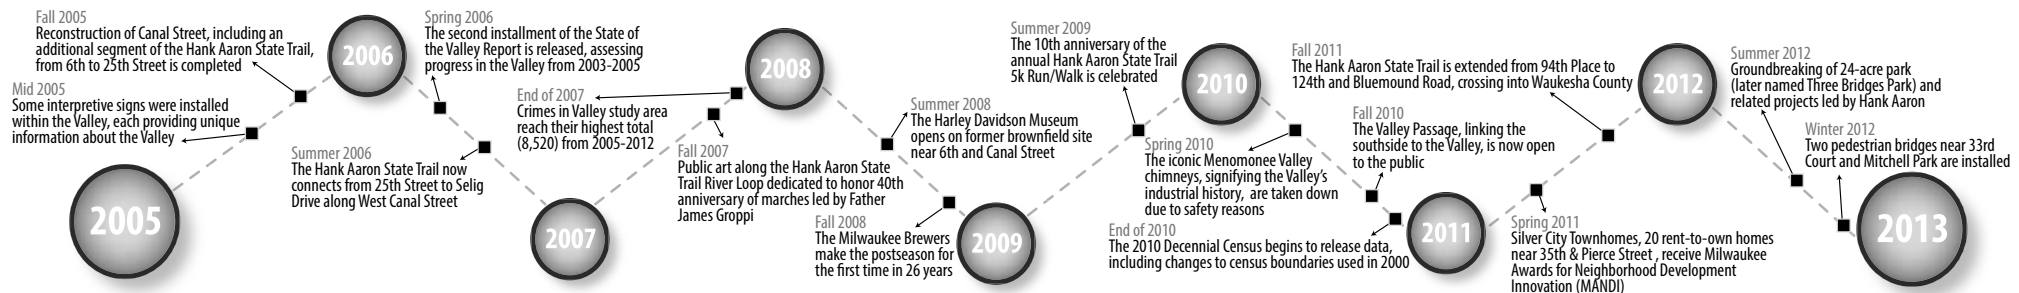 Fall 2005
Reconstruction of Canal Street, including an
additional segment of the Hank Aaron State Trail,
from 6th to 25th Street is completed
Mid 2005
Some interpretive signs were installed
within the Valley, each providing unique
information about the Valley
2005
2006
Spring 2006
The second installment of the State of
the Valley Report is released, assessing
progress in the Valley from 2003-2005
Summer 2006
The Hank Aaron State Trail now
connects from 25th Street to Selig
Drive along West Canal Street
End of 2007
Crimes in Valley study area
reach their highest total
(8,520) from 2005-2012
2007
Fall 2007
Public art along the Hank Aaron State
Trail River Loop dedicated to honor 40th
anniversary of marches led by Father
James Groppi
2008
Summer 2008
The Harley Davidson Museum
opens on former brownfield site
near 6th and Canal Street
Fall 2008
The Milwaukee Brewers
make the postseason for
the first time in 26 years
2009
Summer 2009
The 10th anniversary of the
annual Hank Aaron State Trail
5k Run/Walk is celebrated
2010
Spring 2010
The iconic Menomonee Valley
chimneys, signifying the Valley's
industrial history, are taken down
due to safety reasons
End of 2010
The 2010 Decennial Census begins to release data,
including changes to census boundaries used in 2000
Fall 2011
The Hank Aaron State Trail is extended from 94th Place to
124th and Bluemound Road, crossing into Waukesha County
Fall 2010
The Valley Passage, linking the
southside to the Valley, is now open
to the public
2011
Spring 2011
Silver City Townhomes, 20 rent-to-own homes
near 35th & Pierce Street , receive Milwaukee
Awards for Neighborhood Development
Innovation (MANDI)
2012
Summer 2012
Groundbreaking of 24-acre park
(later named Three Bridges Park) and
related projects led by Hank Aaron
Winter 2012
Two pedestrian bridges near 33rd
Court and Mitchell Park are installed
2013